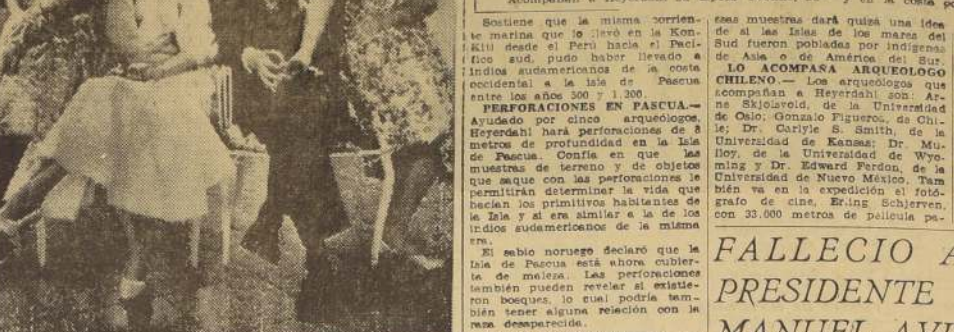 Acompañan a Heyerdahl
Sostiene que la misma corrien-
te marina que lo llevó en la Kon-
Kiti desde el Perú hacia el Pací-
fico sud, pudo haber llevado a
indios sudamericanos de la costa
occidental a la isla de Pascua
entre los años 500 y 1.300.
PERFORACIONES EN PASCUA.—
Ayudado por cinco arqueólogos,
Heyerdahl hará perforaciones de 8
metros de profundidad en la Isla
de Pascua. Confía en que las
muestras de terreno y de objetos
que saque con las perforaciones le
permitirán determinar la vida que
hacían los primitivos habitantes de
la Isla y si era similar a la de los
indios sudamericanos de la misma
era.
El sabio noruego declaró que la
Isla de Pascua está ahora cubier-
ta de maleza. Las perforaciones
también pueden revelar si existie-
ron bosques, lo cual podría tam-
bién tener alguna relación con la
raza desaparecida.
y en la costa
esas muestras dará quizá una idea
de si las Islas de los mares del
Sud fueron pobladas por indígenas
de Asia o de América del Sur.
LO ACOMPAÑA ARQUEOLOGO
CHILENO.— Los arqueólogos que
acompañan a Heyerdahl son: Ar-
ne Skjolsvold, de la Universidad
de Oslo; Gonzalo Figueroa, de Chi-
le; Dr. Carlyle S. Smith, de la
Universidad de Kansas; Dr. Mu-
lloy, de la Universidad de Wyo-
ming y Dr. Edward Ferdon, de la
Universidad de Nuevo México. Tam
bién va en la expedición el fotó-
grafo de cine, Erling Schjerven,
con 33.000 metros de película pa-
FALLECIO A
PRESIDENTE
MANUEL AVI